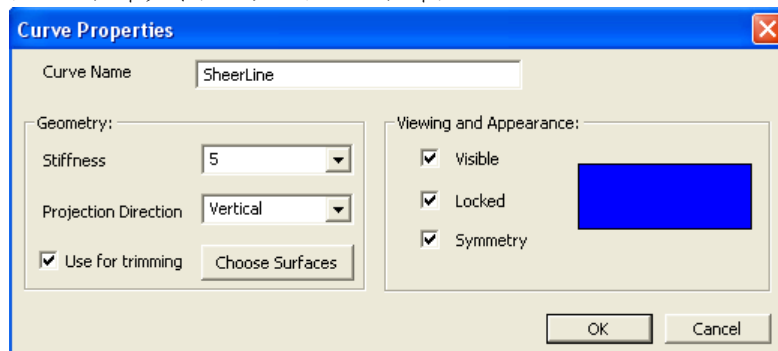 Curve Properties
Curve Name SheerLine
Geometry:
Stiffness 5
Projection Direction Vertical
Use for trimming Choose Surfaces
Viewing and Appearance:
Visible
Locked
Symmetry
OK Cancel